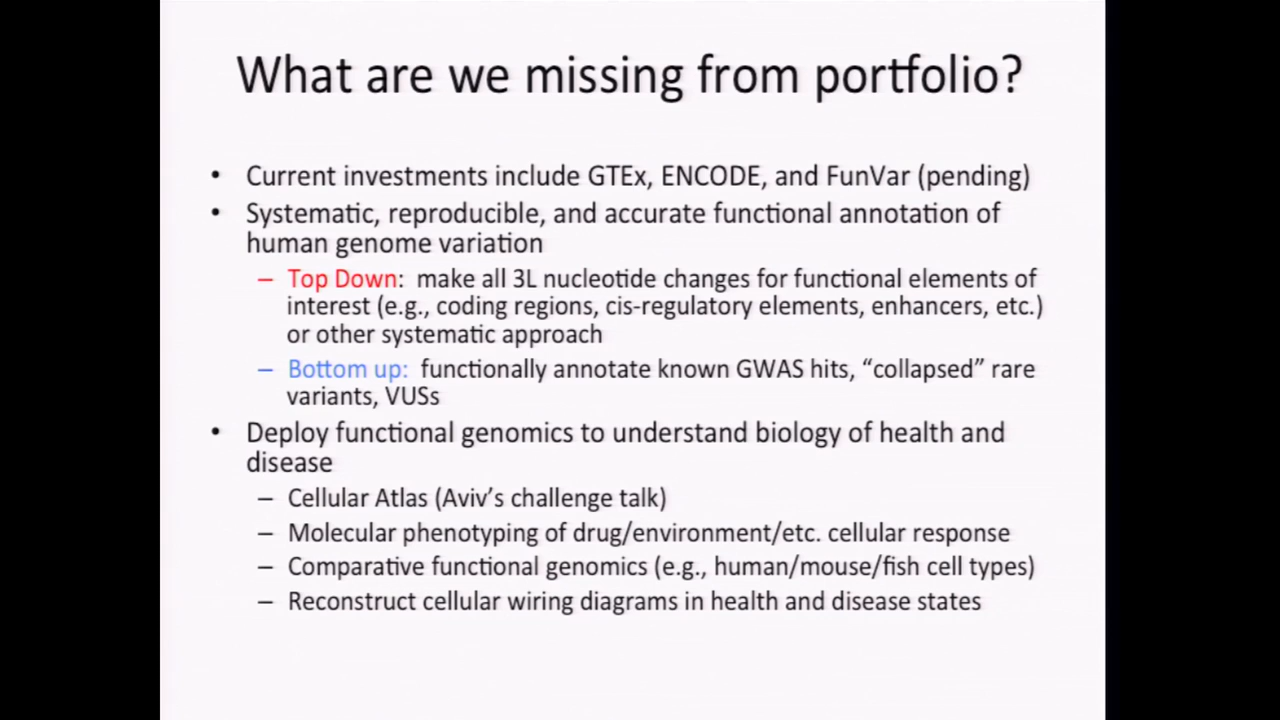 What are we missing from portfolio?
• Current investments include GTEx, ENCODE, and FunVar (pending)
• Systematic, reproducible, and accurate functional annotation of
human genome variation
– Top Down: make all 3L nucleotide changes for functional elements of
interest (e.g., coding regions, cis-regulatory elements, enhancers, etc.)
or other systematic approach
– Bottom up: functionally annotate known GWAS hits, “collapsed” rare
variants, VUSs
• Deploy functional genomics to understand biology of health and
disease
– Cellular Atlas (Aviv’s challenge talk)
– Molecular phenotyping of drug/environment/etc. cellular response
– Comparative functional genomics (e.g., human/mouse/fish cell types)
– Reconstruct cellular wiring diagrams in health and disease states